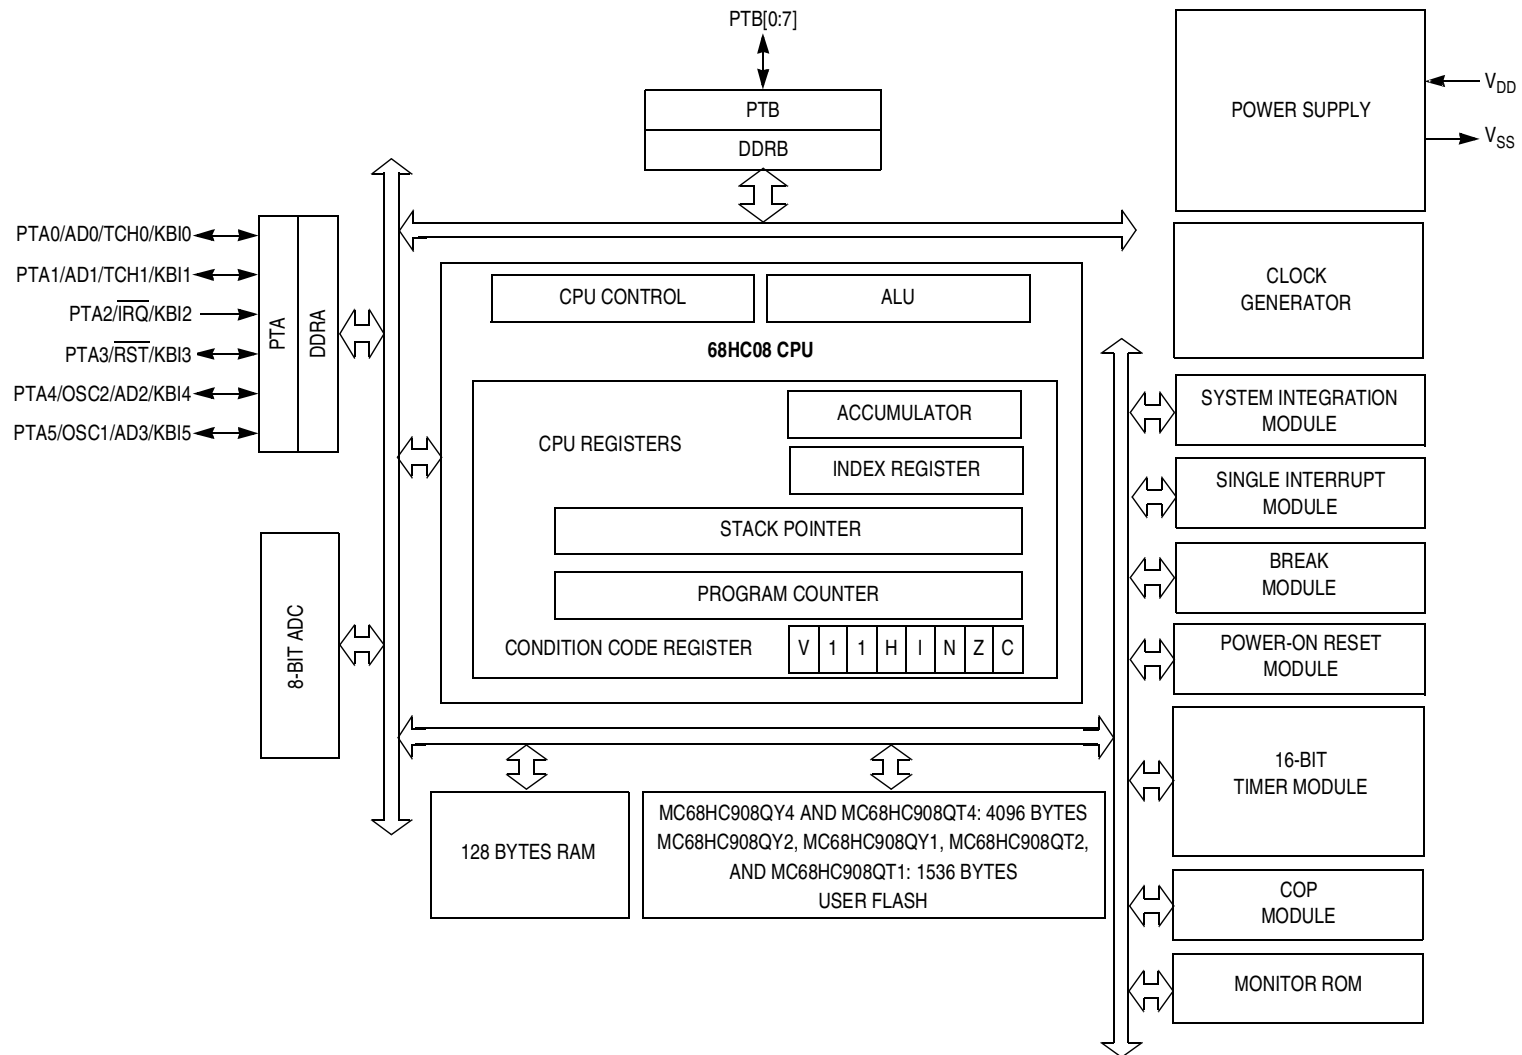 PTB[0:7]
PTB
DDRB
POWER SUPPLY
VDD
VSS
PTA0/AD0/TCH0/KBI0
PTA1/AD1/TCH1/KBI1
PTA2/IRQ/KBI2
PTA3/RST/KBI3
PTA4/OSC2/AD2/KBI4
PTA5/OSC1/AD3/KBI5
PTA
DDRA
8-BIT ADC
CPU CONTROL
ALU
68HC08 CPU
CPU REGISTERS
ACCUMULATOR
INDEX REGISTER
STACK POINTER
PROGRAM COUNTER
CONDITION CODE REGISTER
V 1 1 H I N Z C
128 BYTES RAM
MC68HC908QY4 AND MC68HC908QT4: 4096 BYTES
MC68HC908QY2, MC68HC908QY1, MC68HC908QT2,
AND MC68HC908QT1: 1536 BYTES
USER FLASH
CLOCK
GENERATOR
SYSTEM INTEGRATION
MODULE
SINGLE INTERRUPT
MODULE
BREAK
MODULE
POWER-ON RESET
MODULE
16-BIT
TIMER MODULE
COP
MODULE
MONITOR ROM